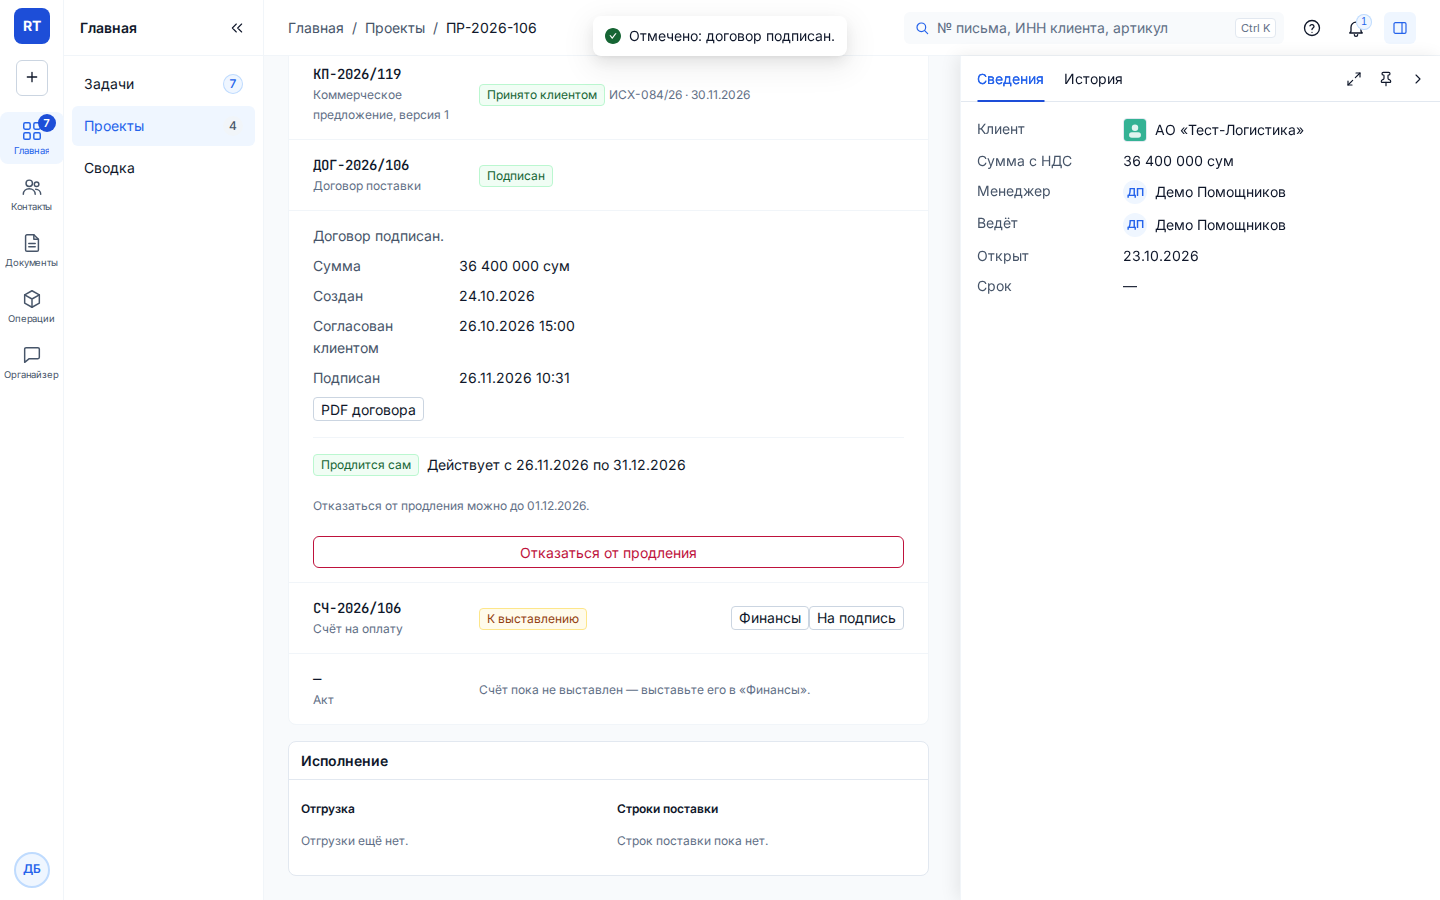 RT
Главная
Главная / Проекты / ПР-2026-106
Отмечено: договор подписан.
№ письма, ИНН клиента, артикул
Ctrl K
1
+
7
Главная
Контакты
Документы
Операции
Органайзер
ДБ
Задачи
7
Проекты
4
Сводка
КП-2026/119
Коммерческое
предложение, версия 1
Принято клиентом
ИСХ-084/26 · 30.11.2026
ДОГ-2026/106
Договор поставки
Подписан
Договор подписан.
Сумма
36 400 000 сум
Создан
24.10.2026
Согласован
клиентом
26.10.2026 15:00
Подписан
26.11.2026 10:31
PDF договора
Продлится сам
Действует с 26.11.2026 по 31.12.2026
Отказаться от продления можно до 01.12.2026.
Отказаться от продления
СЧ-2026/106
Счёт на оплату
К выставлению
Финансы
На подпись
—
Акт
Счёт пока не выставлен — выставьте его в «Финансы».
Исполнение
Отгрузка
Отгрузки ещё нет.
Строки поставки
Строк поставки пока нет.
Сведения
История
Клиент
АО «Тест-Логистика»
Сумма с НДС
36 400 000 сум
Менеджер
ДП
Демо Помощников
Ведёт
ДП
Демо Помощников
Открыт
23.10.2026
Срок
—